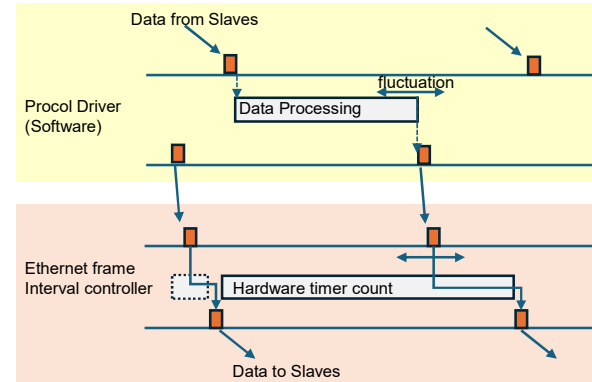 Data from Slaves
fluctuation
Data Processing
Procol Driver
(Software)
Ethernet frame
Interval controller
Hardware timer count
Data to Slaves